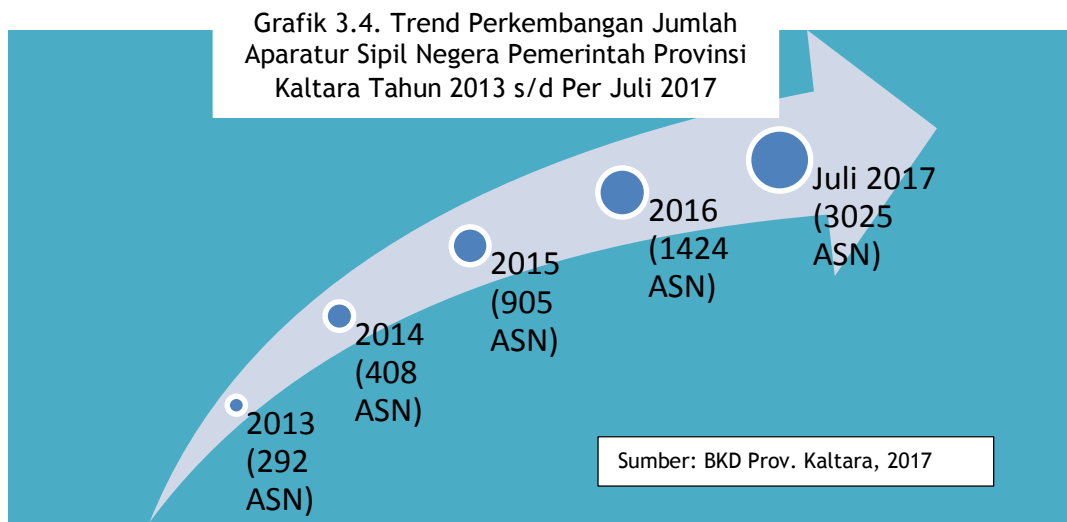 Grafik 3.4. Trend Perkembangan Jumlah
Aparatur Sipil Negera Pemerintah Provinsi
Kaltara Tahun 2013 s/d Per Juli 2017
2013
(292
ASN)
2014
(408
ASN)
2015
(905
ASN)
2016
(1424
ASN)
Juli 2017
(3025
ASN)
Sumber: BKD Prov. Kaltara, 2017